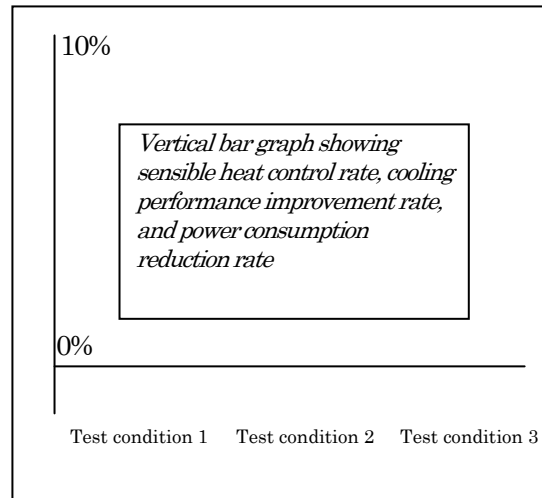 10%
Vertical bar graph showing
sensible heat control rate, cooling
performance improvement rate,
and power consumption
reduction rate
0%
Test condition 1 Test condition 2 Test condition 3